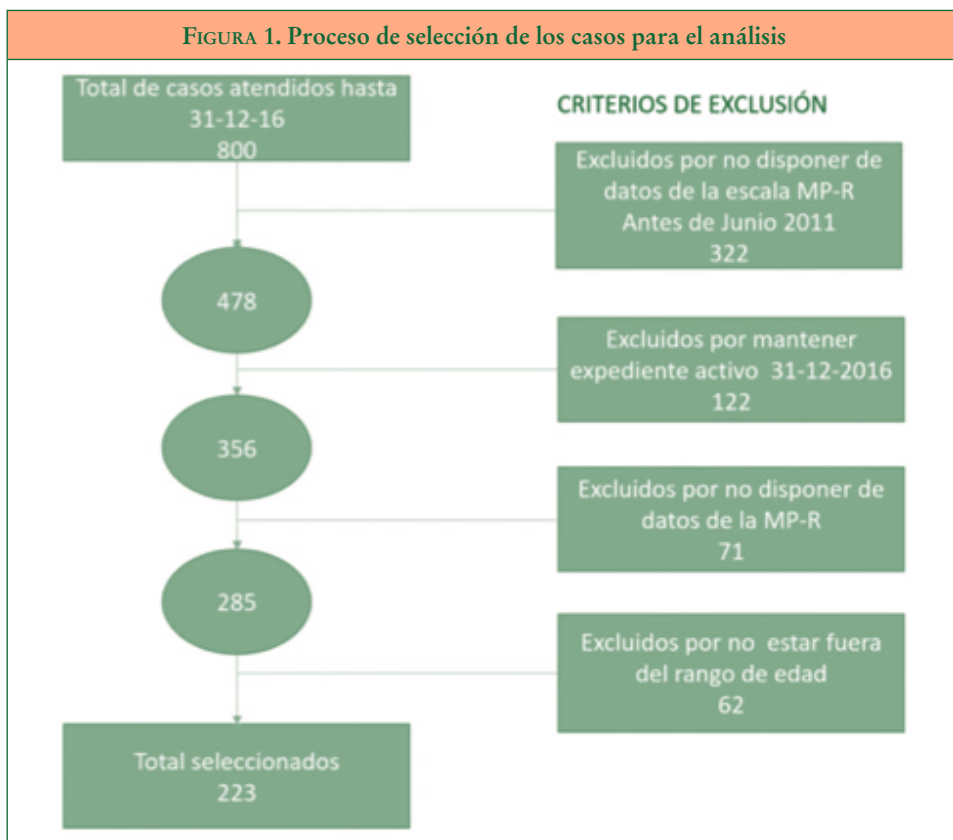 FIGURA 1. Proceso de selección de los casos para el análisis
Total de casos atendidos hasta
31-12-16
800
CRITERIOS DE EXCLUSIÓN
Excluidos por no disponer de
datos de la escala MP-R
Antes de Junio 2011
322
478
Excluidos por mantener
expediente activo 31-12-2016
122
356
Excluidos por no disponer de
datos de la MP-R
71
285
Excluidos por no estar fuera
del rango de edad
62
Total seleccionados
223